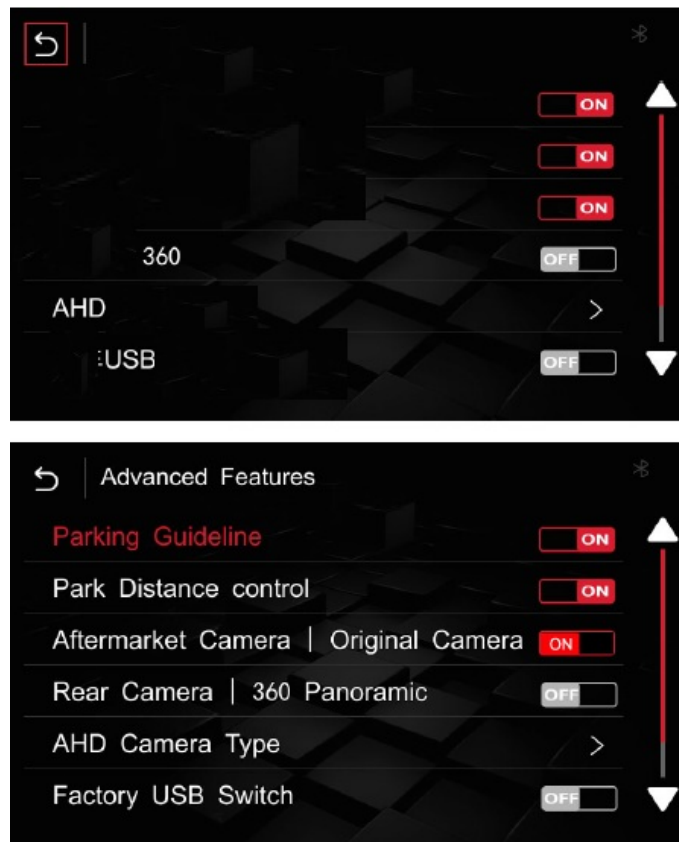 ON
ON
ON
360 OFF
AHD >
USB OFF
Advanced Features
Parking Guideline ON
Park Distance control ON
Aftermarket Camera | Original Camera ON
Rear Camera | 360 Panoramic OFF
AHD Camera Type >
Factory USB Switch OFF